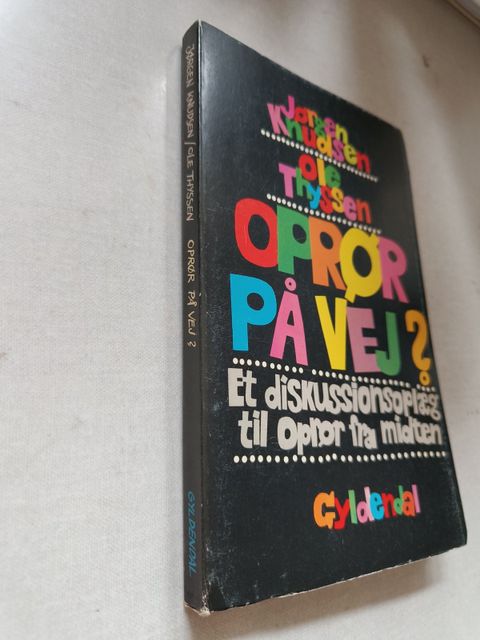 JØRGEN KNUDSEN / OLE THYSSEN OPRØR PÅ VEJ? GYLDENDAL
Jørgen
Knudsen
Ole
Thyssen
OPRØR
PÅ VEJ?
Et diskussionsoplæg
til Oprør fra midten
Gyldendal